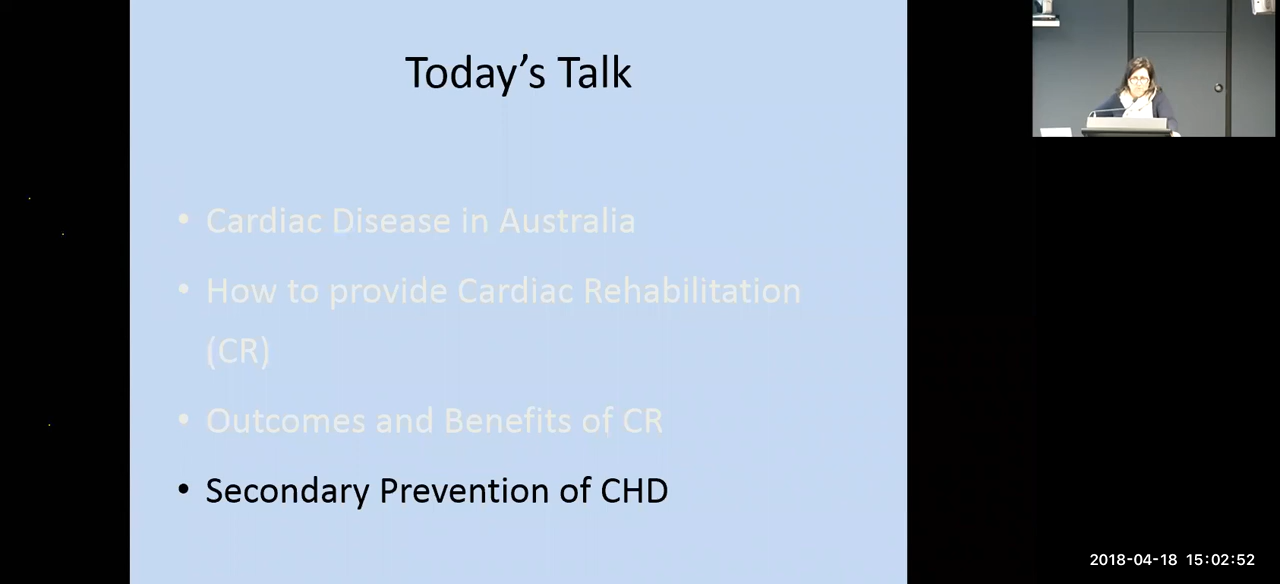 Today's Talk
• Cardiac Disease in Australia
• How to provide Cardiac Rehabilitation
(CR)
• Outcomes and Benefits of CR
• Secondary Prevention of CHD
2018-04-18 15:02:52